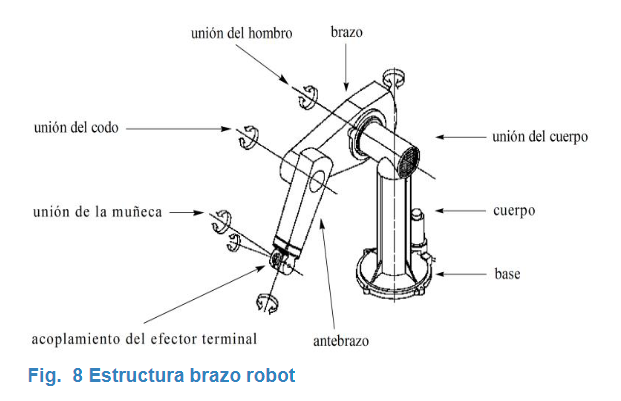 unión del hombro
brazo
unión del codo
unión del cuerpo
unión de la muñeca
cuerpo
base
acoplamiento del efector terminal
antebrazo
Fig. 8 Estructura brazo robot